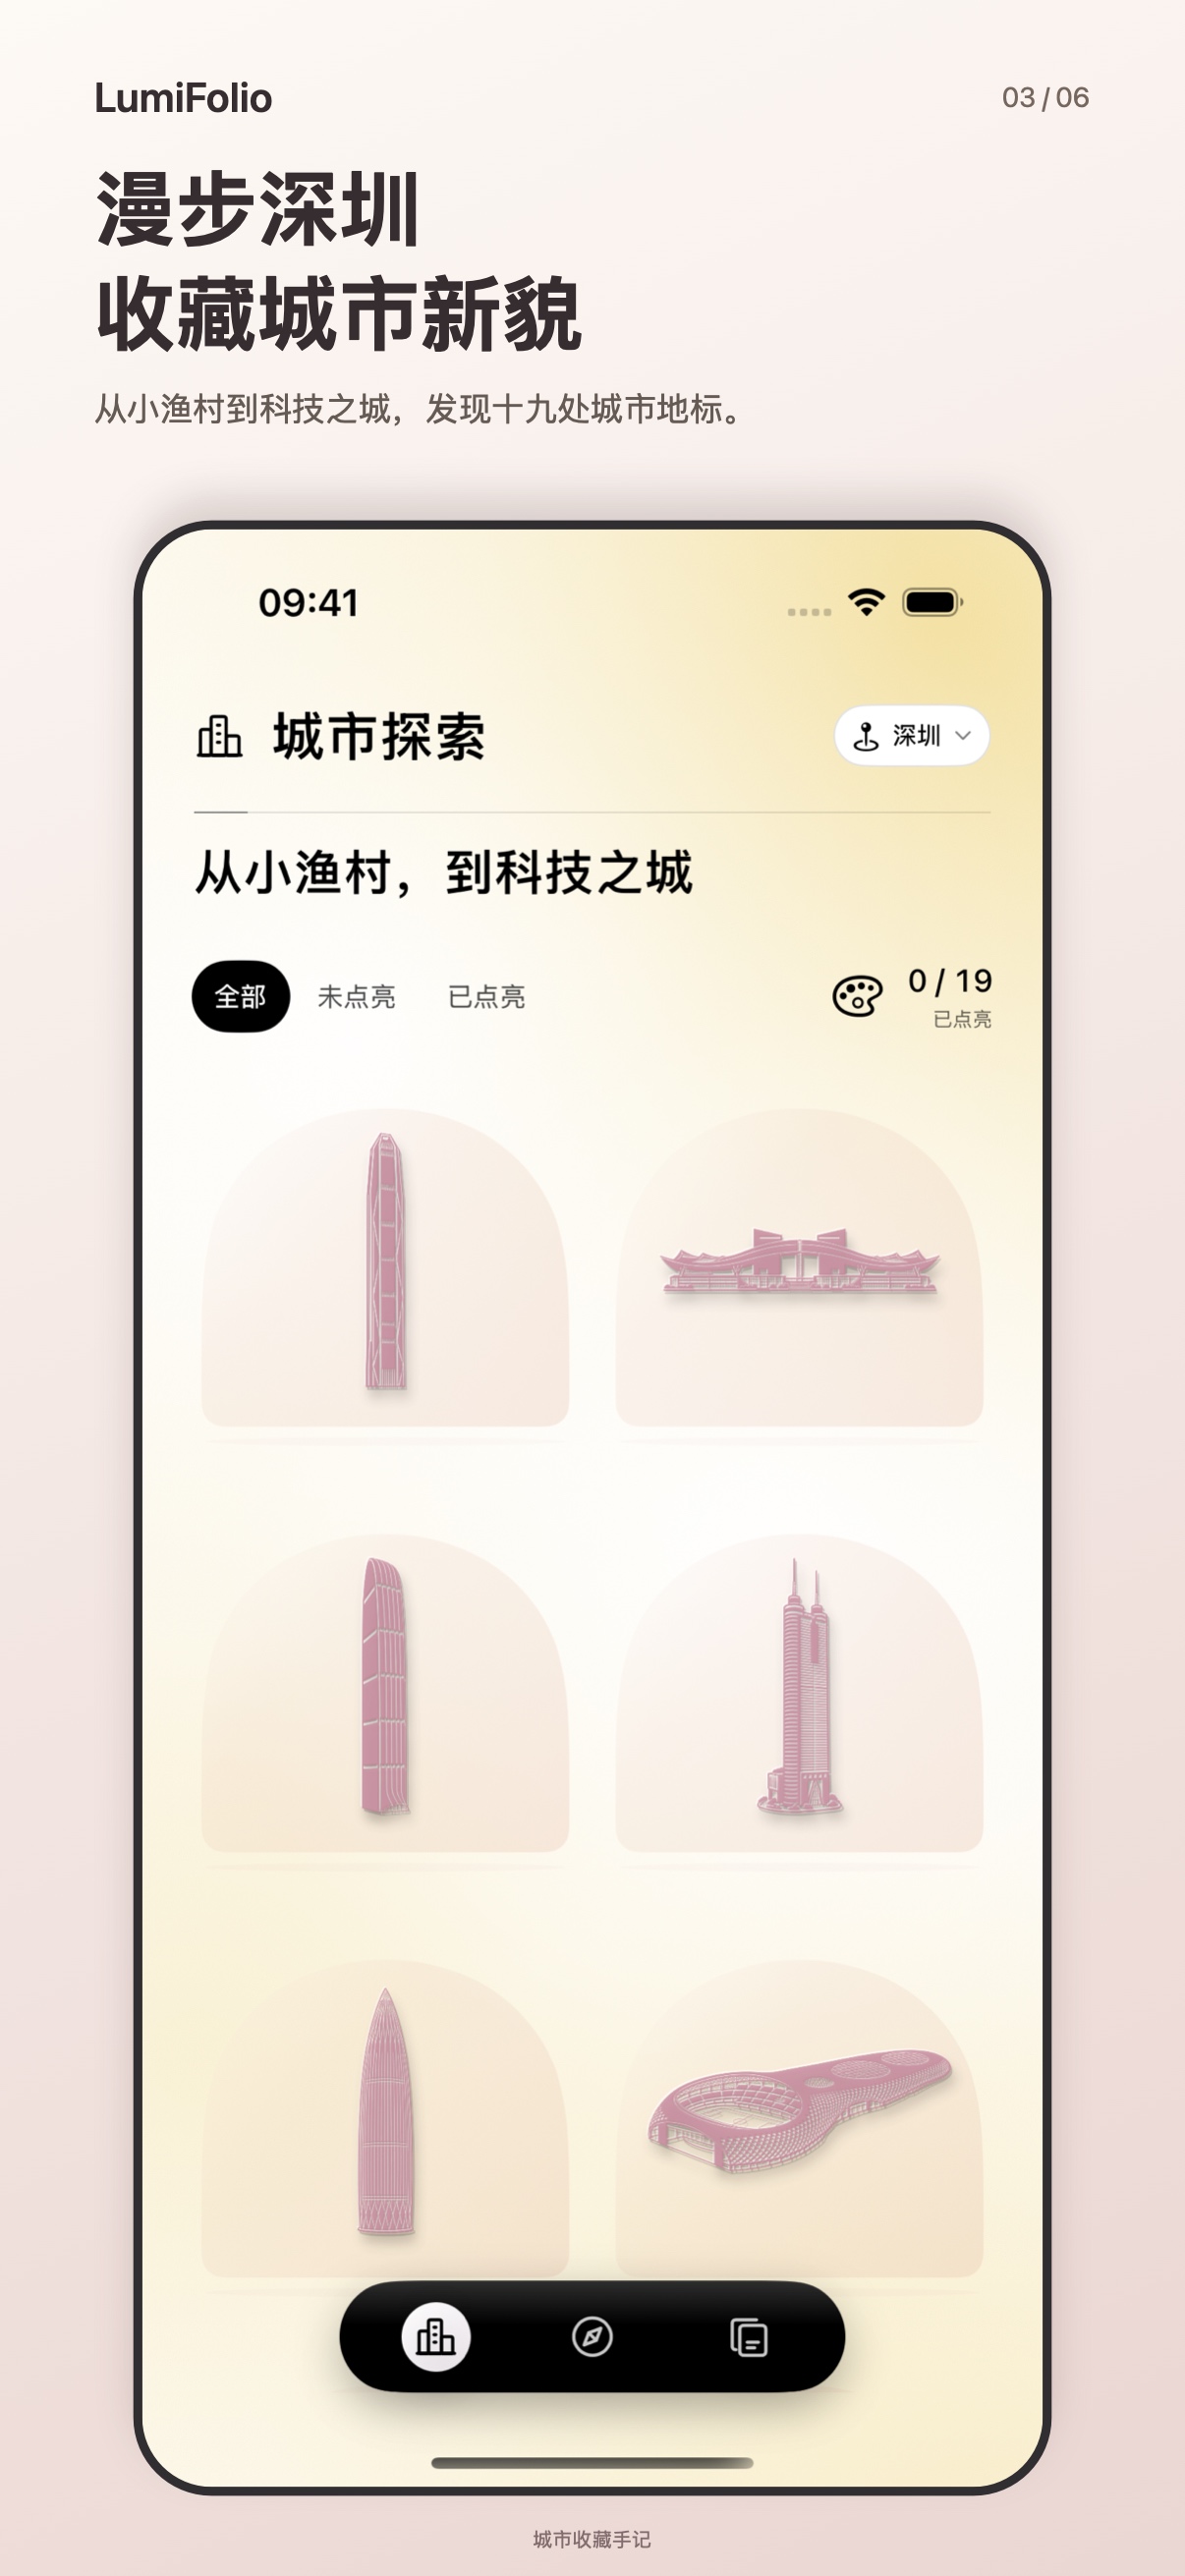 LumiFolio
03 / 06
漫步深圳
收藏城市新貌
从小渔村到科技之城，发现十九处城市地标。
09:41
城市探索
深圳
从小渔村，到科技之城
全部 未点亮 已点亮
0 / 19
已点亮
城市收藏手记